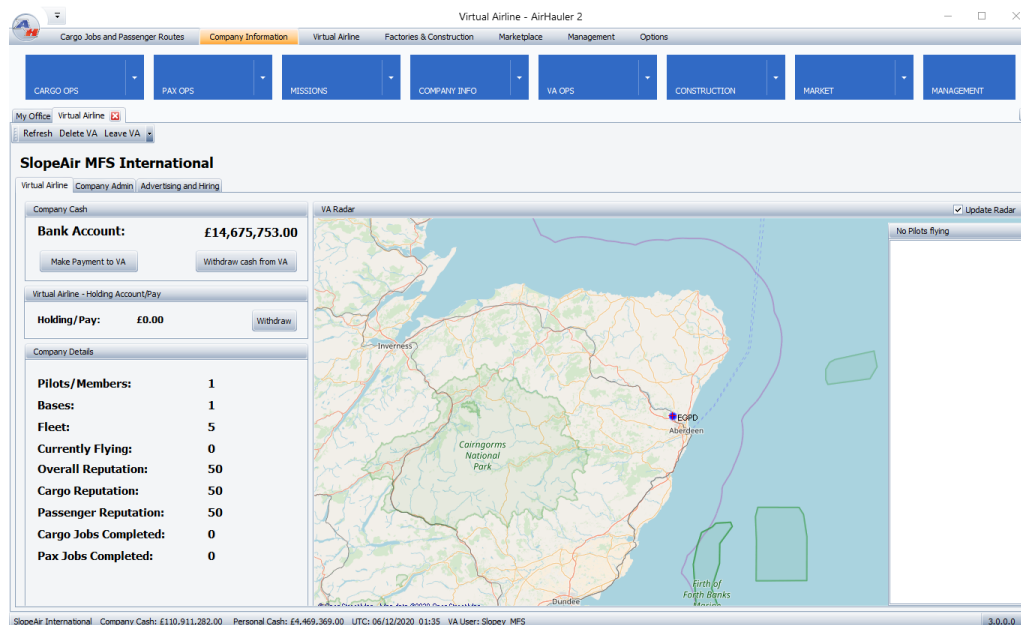 Virtual Airline - AirHauler 2
Cargo Jobs and Passenger Routes Company Information Virtual Airline Factories & Construction Marketplace Management Options
CARGO OPS PAX OPS MISSIONS COMPANY INFO VA OPS CONSTRUCTION MARKET MANAGEMENT
My Office Virtual Airline
Refresh Delete VA Leave VA
SlopeAir MFS International
Virtual Airline Company Admin Advertising and Hiring
Company Cash
Bank Account: £14,675,753.00
Make Payment to VA Withdraw cash from VA
Virtual Airline - Holding Account/Pay
Holding/Pay: £0.00 Withdraw
Company Details
Pilots/Members: 1
Bases: 1
Fleet: 5
Currently Flying: 0
Overall Reputation: 50
Cargo Reputation: 50
Passenger Reputation: 50
Cargo Jobs Completed: 0
Pax Jobs Completed: 0
VA Radar Update Radar
No Pilots flying
Inverness
EGPD
Aberdeen
Cairngorms
National
Park
Firth of
Forth Banks
Dundee
SlopeAir International Company Cash: £110,911,282.00 Personal Cash: £4,469,369.00 UTC: 06/12/2020 01:35 VA User: Slopey_MFS 3.0.0.0